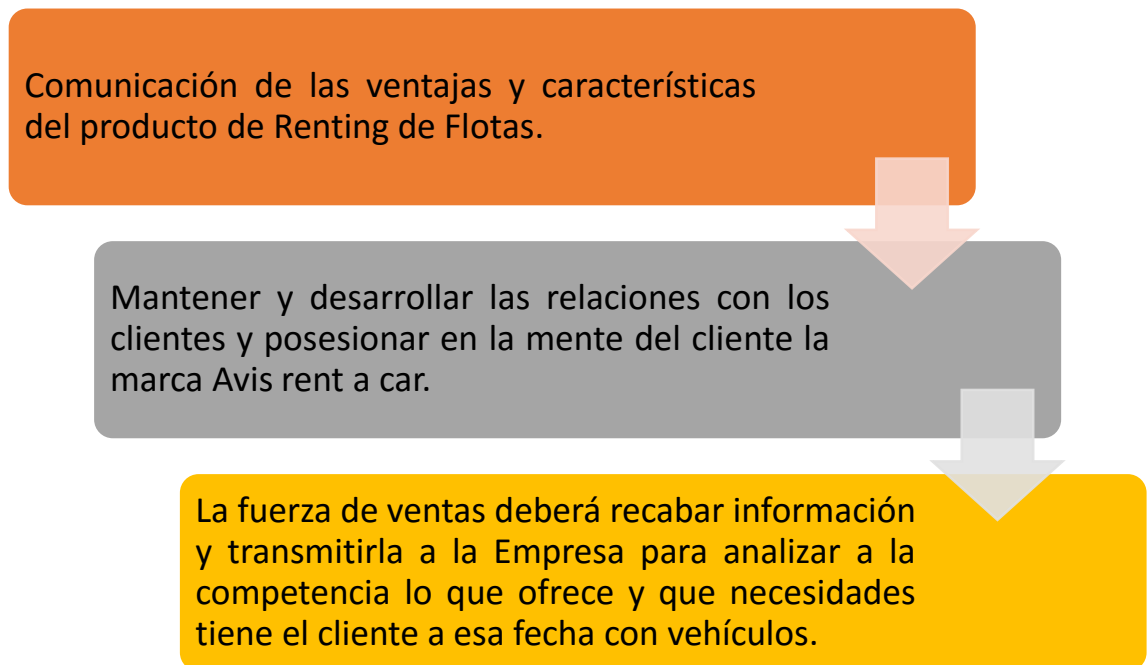 Comunicación de las ventajas y características
del producto de Renting de Flotas.
Mantener y desarrollar las relaciones con los
clientes y posesionar en la mente del cliente la
marca Avis rent a car.
La fuerza de ventas deberá recabar información
y transmitirla a la Empresa para analizar a la
competencia lo que ofrece y que necesidades
tiene el cliente a esa fecha con vehículos.